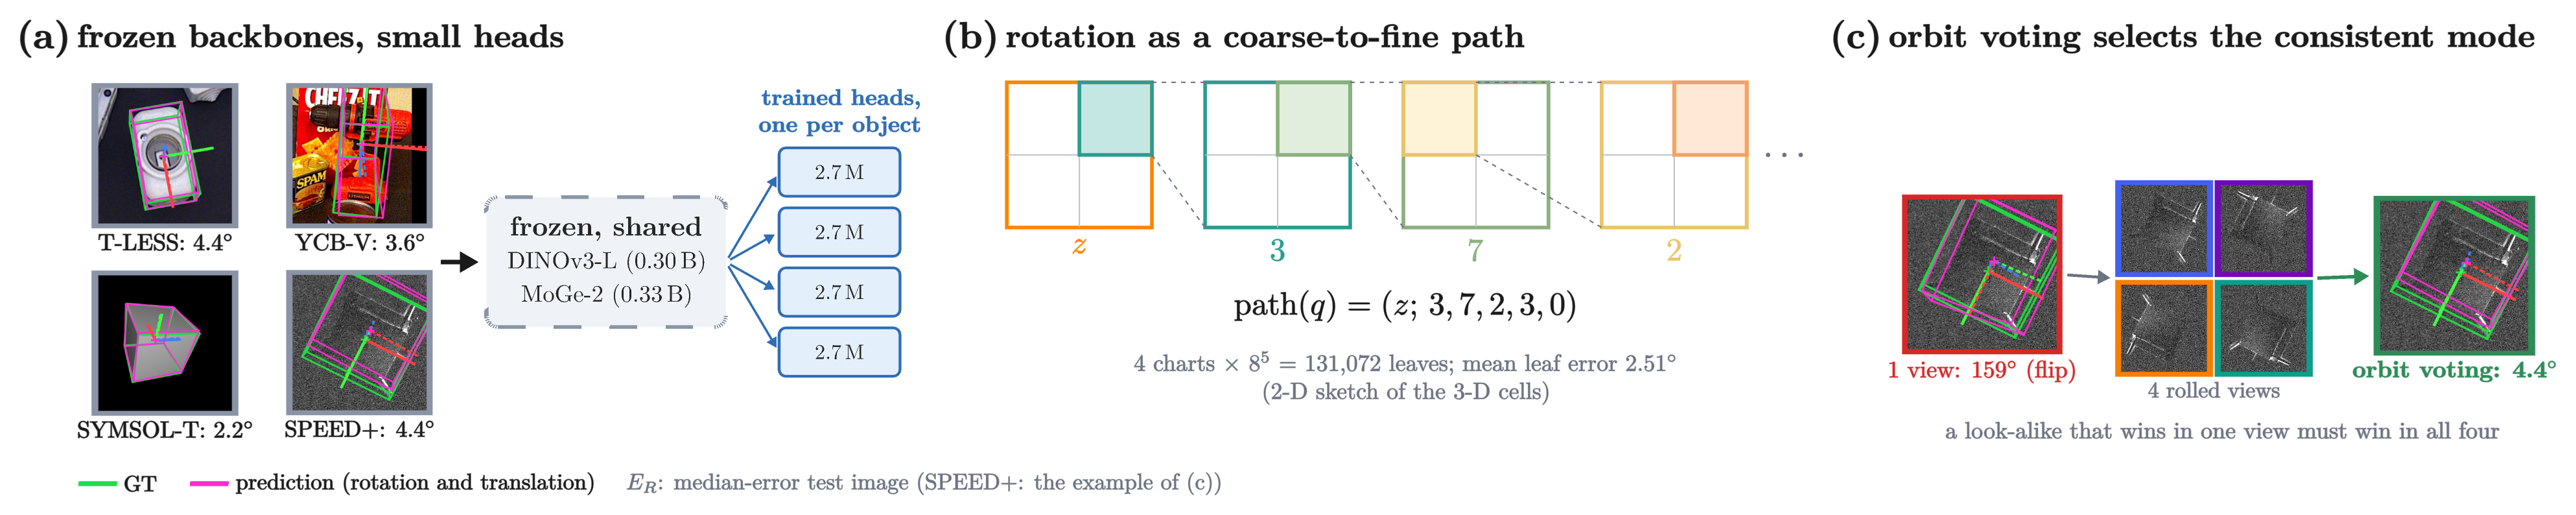 (a) frozen backbones, small heads
CHEEZ-IT
SPAM
T-LESS: 4.4°
YCB-V: 3.6°
SYMSOL-T: 2.2°
SPEED+: 4.4°
frozen, shared
DINOv3-L (0.30 B)
MoGe-2 (0.33 B)
trained heads,
one per object
2.7 M
2.7 M
2.7 M
2.7 M
GT
prediction (rotation and translation)
E_R: median-error test image (SPEED+: the example of (c))
(b) rotation as a coarse-to-fine path
z
3
7
2
...
path(q) = (z; 3, 7, 2, 3, 0)
4 charts × 8⁵ = 131,072 leaves; mean leaf error 2.51°
(2-D sketch of the 3-D cells)
(c) orbit voting selects the consistent mode
1 view: 159° (flip)
4 rolled views
orbit voting: 4.4°
a look-alike that wins in one view must win in all four